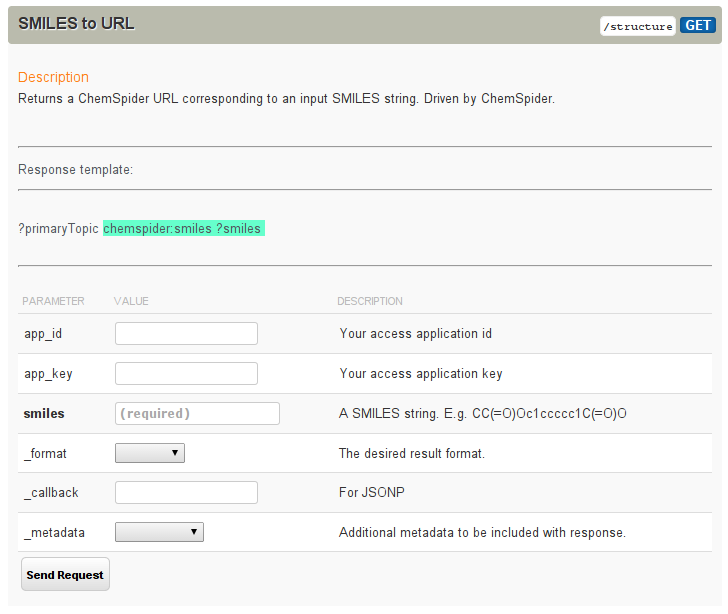 SMILES to URL /structure GET
Description
Returns a ChemSpider URL corresponding to an input SMILES string. Driven by ChemSpider.
Response template:
?primaryTopic chemspider:smiles ?smiles
PARAMETER VALUE DESCRIPTION
app_id Your access application id
app_key Your access application key
smiles (required) A SMILES string. E.g. CC(=O)Oc1ccccc1C(=O)O
_format The desired result format.
_callback For JSONP
_metadata Additional metadata to be included with response.
Send Request